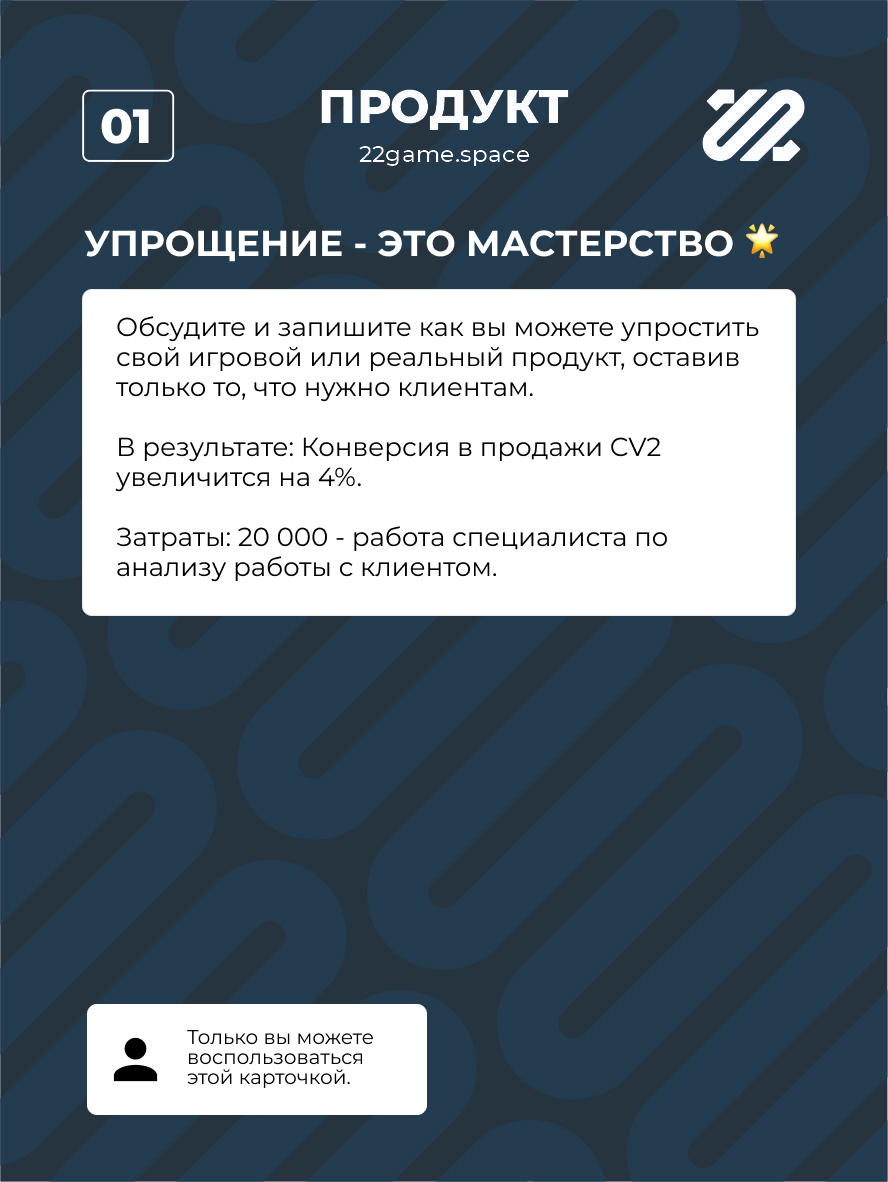 01
ПРОДУКТ
22game.space
УПРОЩЕНИЕ - ЭТО МАСТЕРСТВО 🌟
Обсудите и запишите как вы можете упростить
свой игровой или реальный продукт, оставив
только то, что нужно клиентам.
В результате: Конверсия в продажи CV2
увеличится на 4%.
Затраты: 20 000 - работа специалиста по
анализу работы с клиентом.
Только вы можете
воспользоваться
этой карточкой.